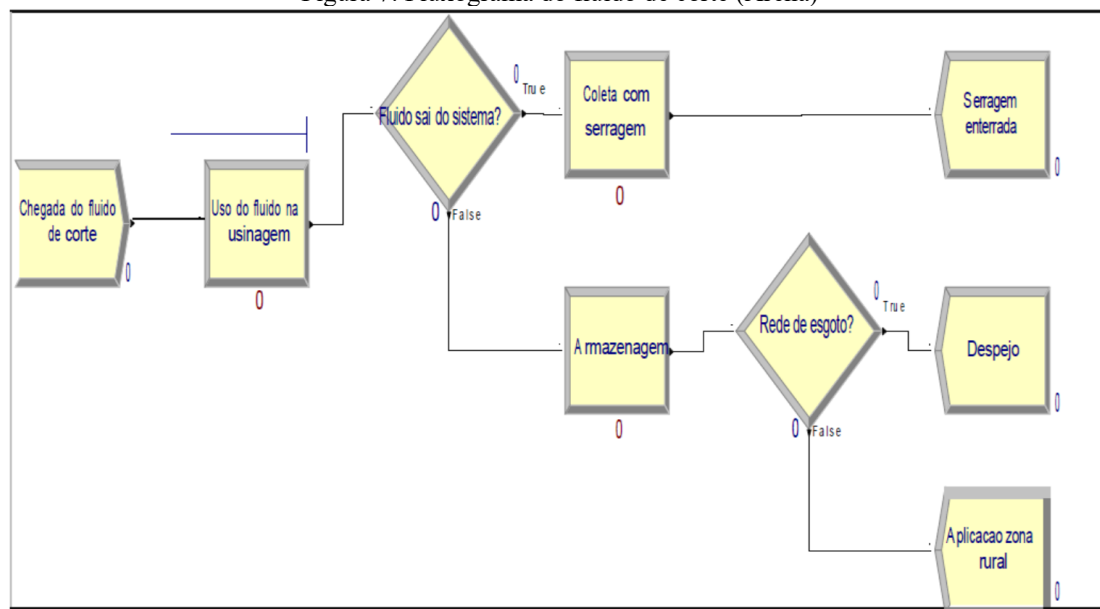 Fluido sai do sistema?
0
True
0
False
Coleta com
serragem
0
Serragem
enterrada
0
Chegada do fluido
de corte
0
Uso do fluido na
usinagem
0
Armazenagem
0
Rede de esgoto?
0
True
0
False
Despejo
0
Aplicacao zona
rural
0